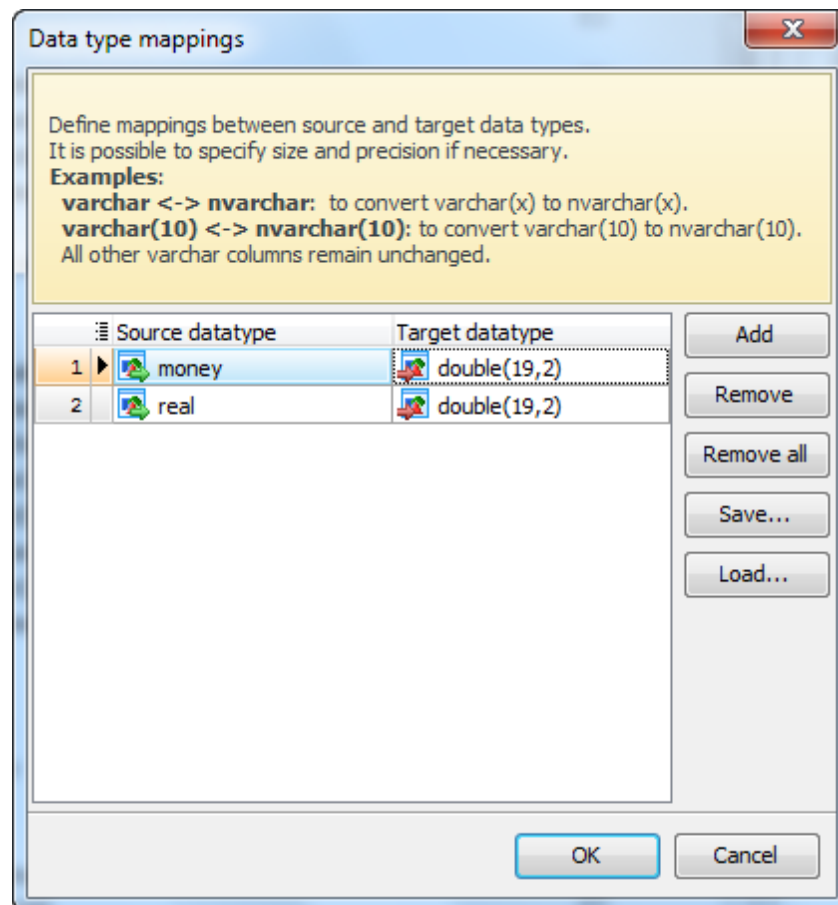 Data type mappings
Define mappings between source and target data types.
It is possible to specify size and precision if necessary.
Examples:
varchar <-> nvarchar: to convert varchar(x) to nvarchar(x).
varchar(10) <-> nvarchar(10): to convert varchar(10) to nvarchar(10).
All other varchar columns remain unchanged.
Source datatype Target datatype
1 money double(19,2)
2 real double(19,2)
Add
Remove
Remove all
Save...
Load...
OK Cancel